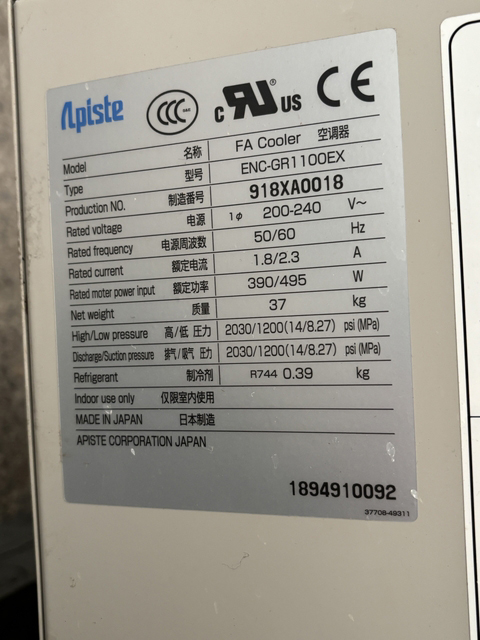 Apiste CCC c RU® US CE
Model 名称 FA Cooler 空调器
Type 型号 ENC-GR1100EX
Production NO. 制造番号 918XA0018
Rated voltage 电源 1φ 200-240 V~
Rated frequency 电源周波数 50/60 Hz
Rated current 额定电流 1.8/2.3 A
Rated moter power input 额定功率 390/495 W
Net weight 质量 37 kg
High/Low pressure 高/低 压力 2030/1200(14/8.27) psi(MPa)
Discharge/Suction pressure 排气/吸气 压力 2030/1200(14/8.27) psi(MPa)
Refrigerant 制冷剂 R744 0.39 kg
Indoor use only 仅限室内使用
MADE IN JAPAN 日本制造
APISTE CORPORATION JAPAN
1894910092
37708-49311